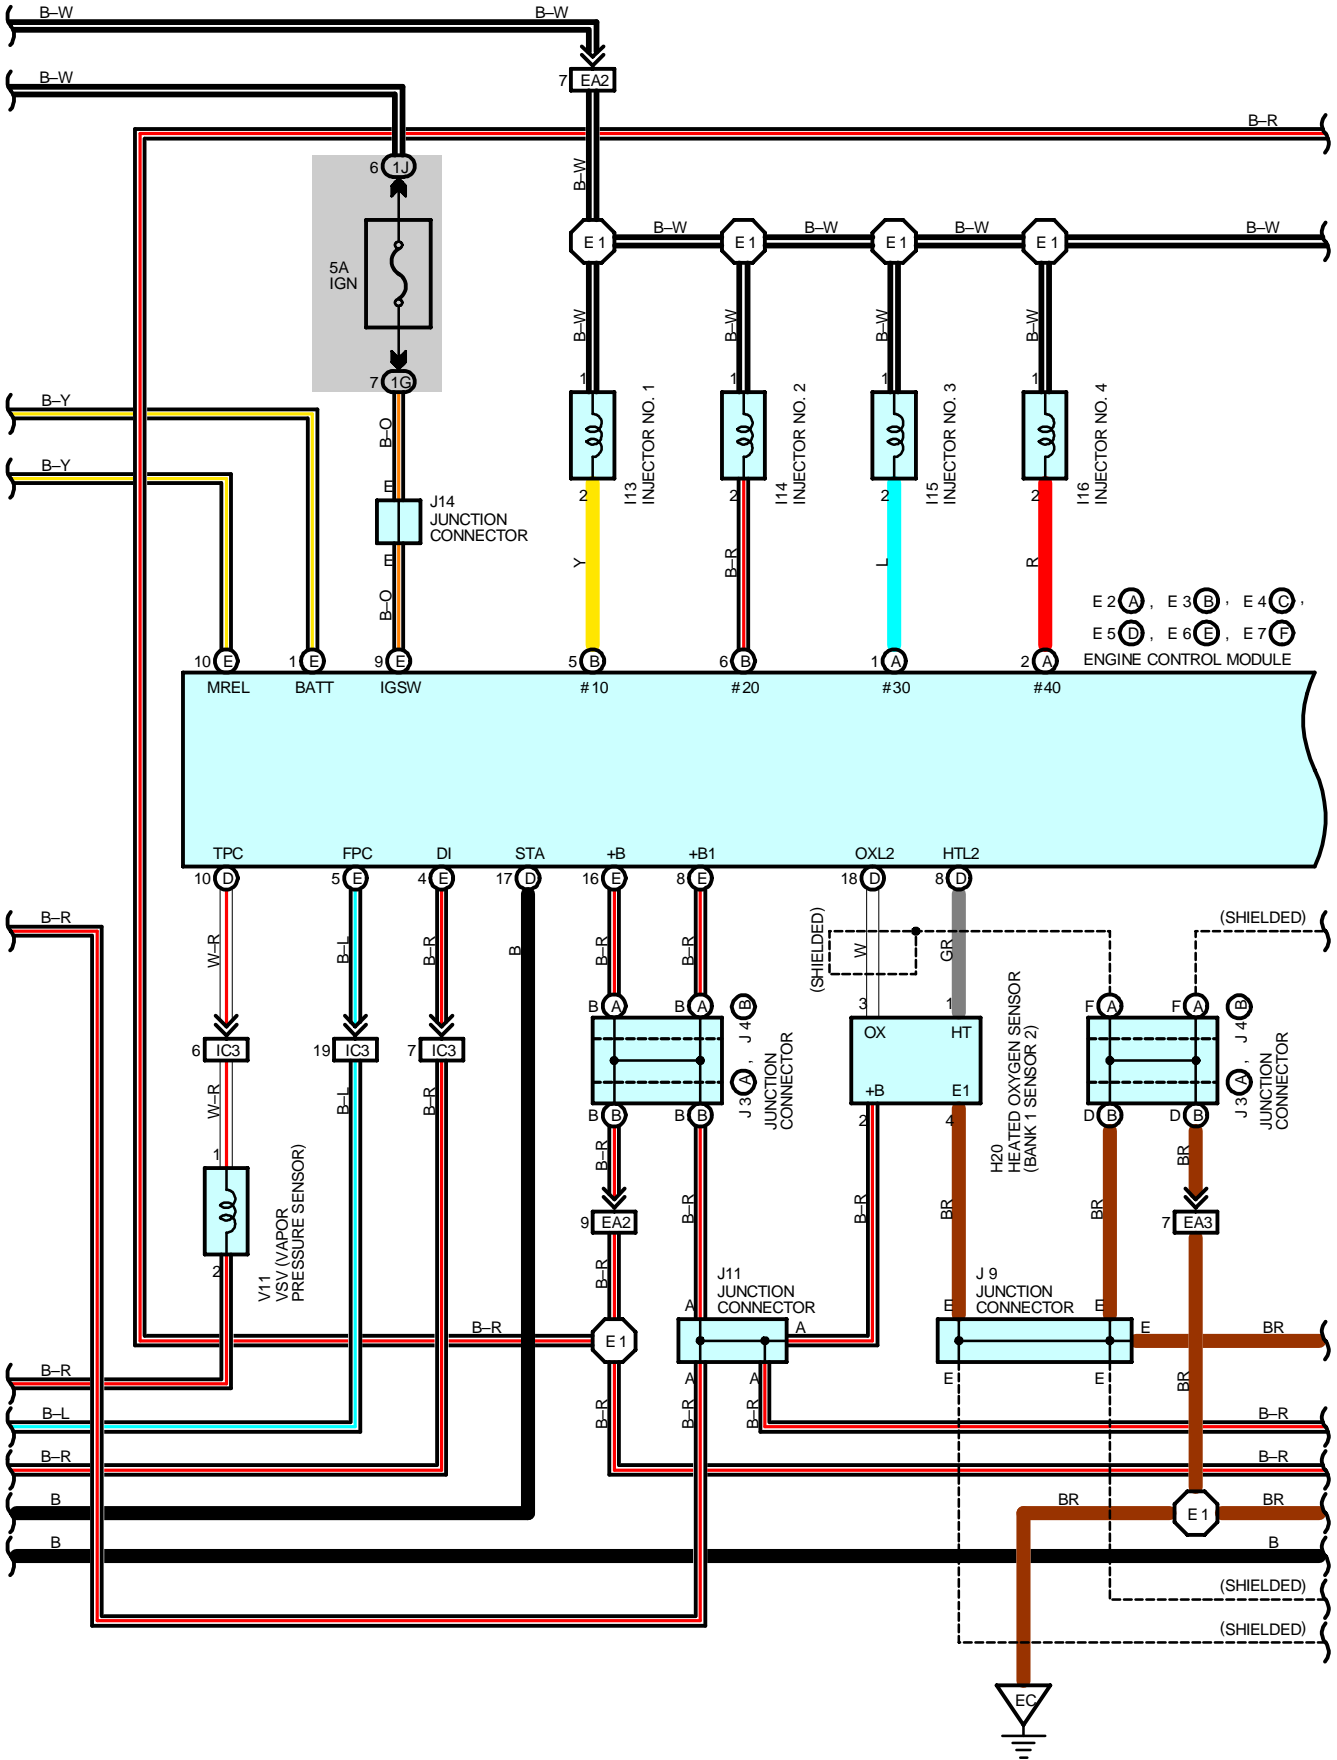 B–W
B–W
7 EA2
B–W
B–R
6 1J
B–W
E 1
B–W
E 1
B–W
E 1
B–W
E 1
B–W
5A
IGN
B–W
B–W
B–W
B–W
7 1G
1
1
1
1
B–Y
B–O
I13
INJECTOR NO. 1
I14
INJECTOR NO. 2
I15
INJECTOR NO. 3
I16
INJECTOR NO. 4
B–Y
E
2
2
2
2
J14
JUNCTION
CONNECTOR
E
Y
B–R
L
R
B–O
E 2 A , E 3 B , E 4 C ,
E 5 D , E 6 E , E 7 F
ENGINE CONTROL MODULE
10 E
1 E
9 E
5 B
6 B
1 A
2 A
MREL
BATT
IGSW
#10
#20
#30
#40
TPC
FPC
DI
STA
+B
+B1
OXL2
HTL2
10 D
5 E
4 E
17 D
16 E
8 E
18 D
8 D
B–R
(SHIELDED)
W–R
B–L
B–R
B
B–R
B–R
(SHIELDED)
W
GR
B A
B A
J 3 A , J 4 B
JUNCTION
CONNECTOR
3
1
H20
HEATED OXYGEN SENSOR
(BANK 1 SENSOR 2)
F A
F A
J 3 A , J 4 B
JUNCTION
CONNECTOR
6 IC3
19 IC3
7 IC3
OX
HT
+B
E1
W–R
B–L
B–R
B B
B B
2
4
D B
D B
1
B–R
BR
V11
VSV (VAPOR
PRESSURE SENSOR)
9 EA2
B–R
B–R
BR
BR
7 EA3
2
B–R
J11
JUNCTION
CONNECTOR
J 9
JUNCTION
CONNECTOR
A
E
E
B–R
E 1
A
E
BR
B–R
A
A
E
E
BR
B–L
B–R
B–R
B–R
B–R
B–R
B–R
B
BR
E 1
BR
B
B
(SHIELDED)
(SHIELDED)
EC